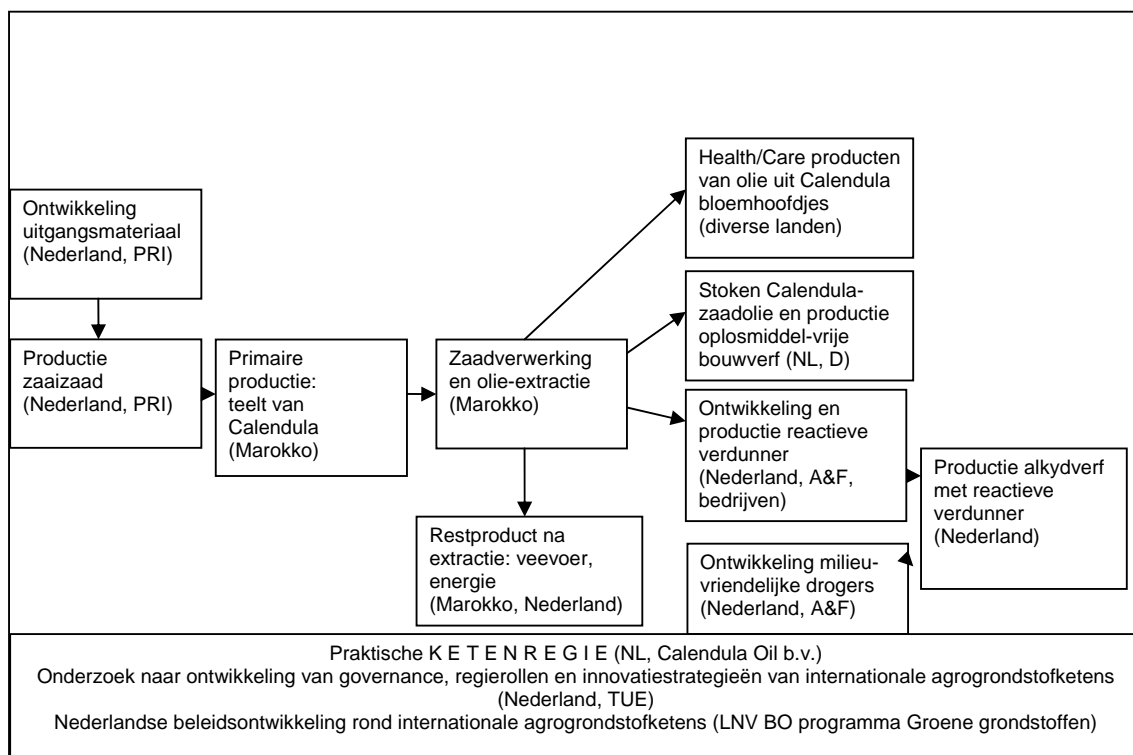 Ontwikkeling
uitgangsmateriaal
(Nederland, PRI)
Productie
zaaizaad
(Nederland, PRI)
Primaire
productie:
teelt van
Calendula
(Marokko)
Zaadverwerking
en olie-extractie
(Marokko)
Restproduct na
extractie: veevoer,
energie
(Marokko, Nederland)
Health/Care producten
van olie uit Calendula
bloemhoofdjes
(diverse landen)
Stoken Calendula-
zaadolie en productie
oplosmiddel-vrije
bouwverf (NL, D)
Ontwikkeling en
productie reactieve
verdunner
(Nederland, A&F,
bedrijven)
Ontwikkeling milieu-
vriendelijke drogers
(Nederland, A&F)
Productie alkydverf
met reactieve
verdunner
(Nederland)
Praktische K E T E N R E G I E (NL, Calendula Oil b.v.)
Onderzoek naar ontwikkeling van governance, regierollen en innovatiestrategieën van internationale agrogrondstofketens
(Nederland, TUE)
Nederlandse beleidsontwikkeling rond internationale agrogrondstofketens (LNV BO programma Groene grondstoffen)